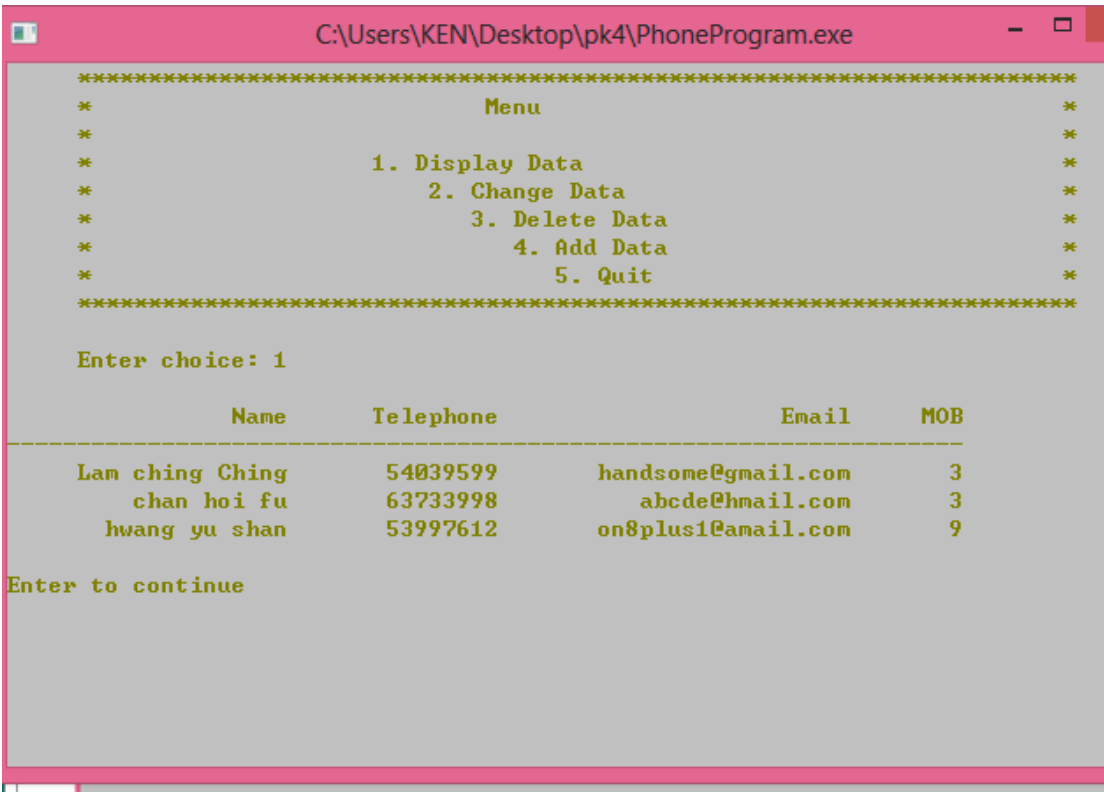 C:\Users\KEN\Desktop\pk4\PhoneProgram.exe
***********************************************************************
* Menu *
* *
* 1. Display Data *
* 2. Change Data *
* 3. Delete Data *
* 4. Add Data *
* 5. Quit *
***********************************************************************
Enter choice: 1
Name Telephone Email MOB
--------------------------------------------------------------------
Lam ching Ching 54039599 handsome@gmail.com 3
chan hoi fu 63733998 abcde@hmail.com 3
hwang yu shan 53997612 on8plus1@amail.com 9
Enter to continue